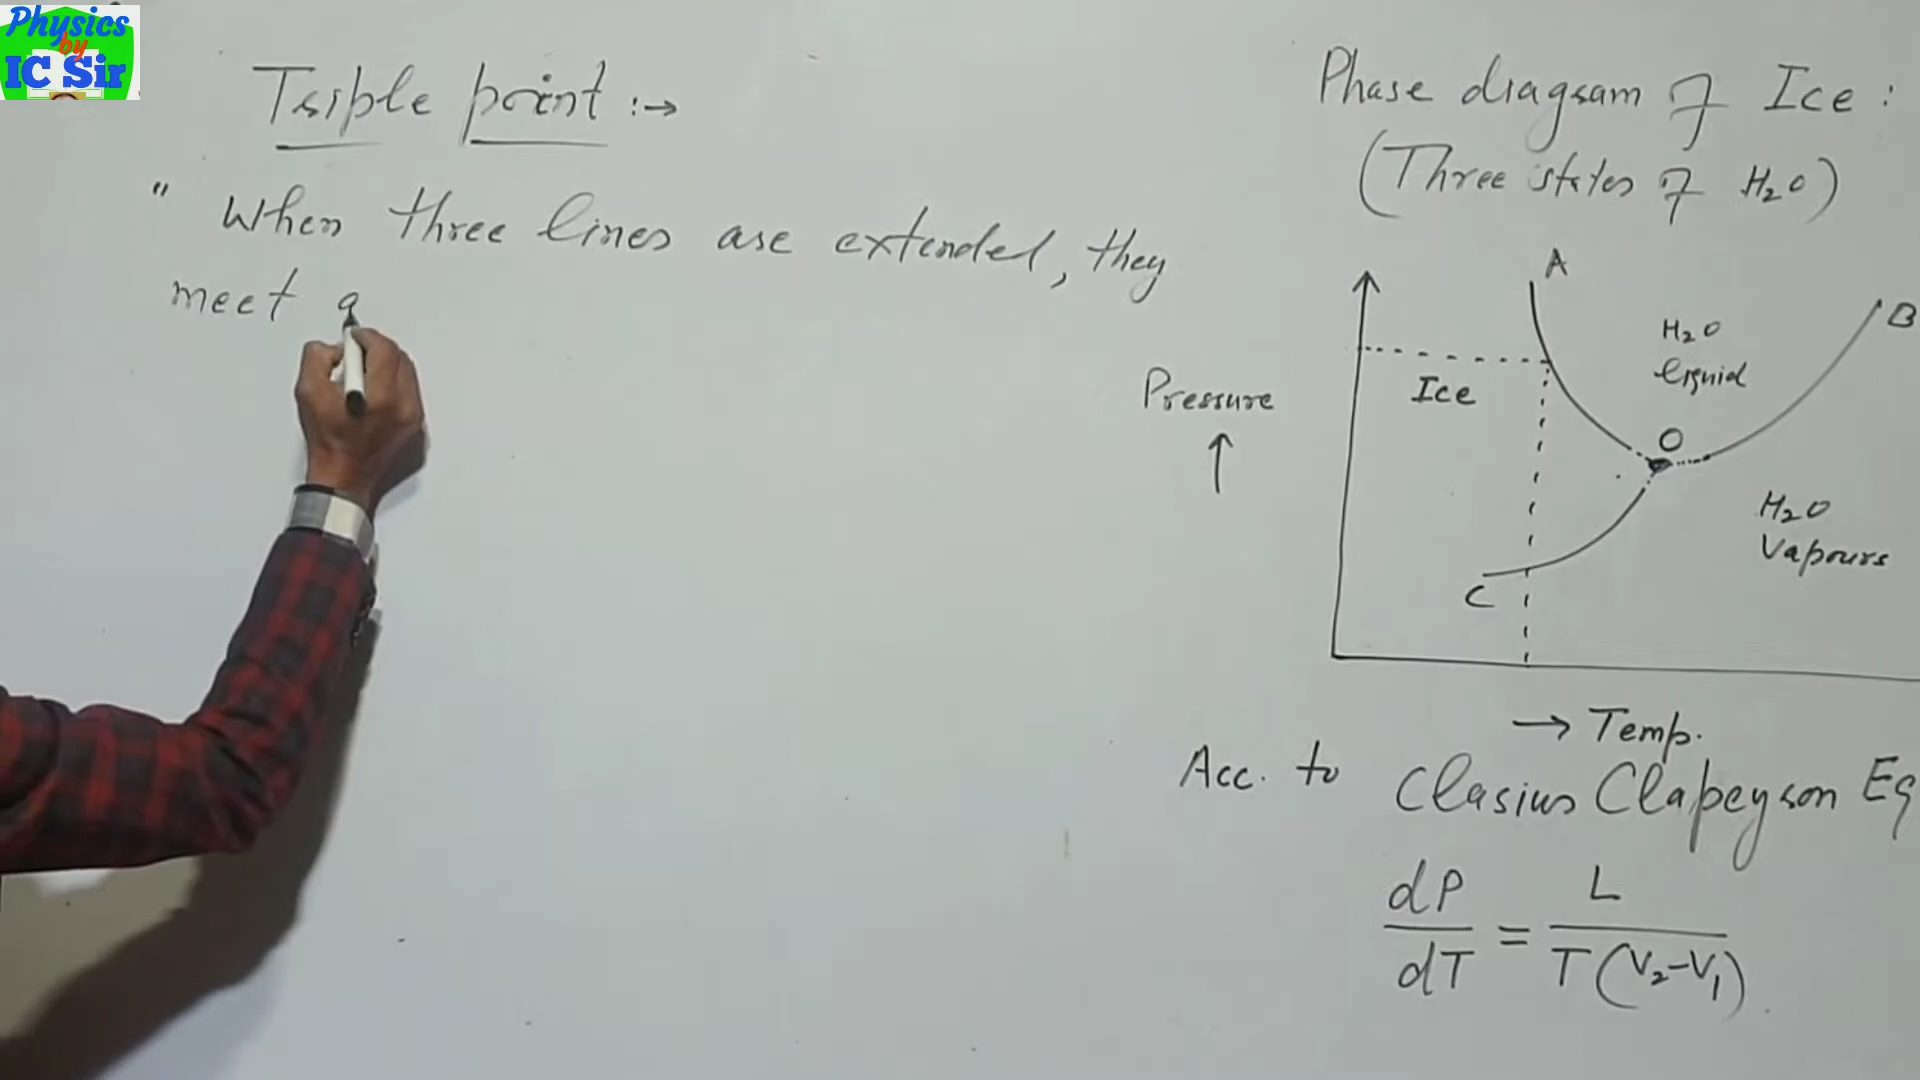 Physics
by
IC Sir
Triple point :→
" When three lines are extended, they
meet a
Phase diagram of Ice :
(Three states of H₂O)
A
B
H₂O
liquid
Ice
Pressure
↑
O
H₂O
Vapours
C
→ Temp.
Acc. to Clasius Clapeyron Eq
dP/dT = L/T(V₂-V₁)